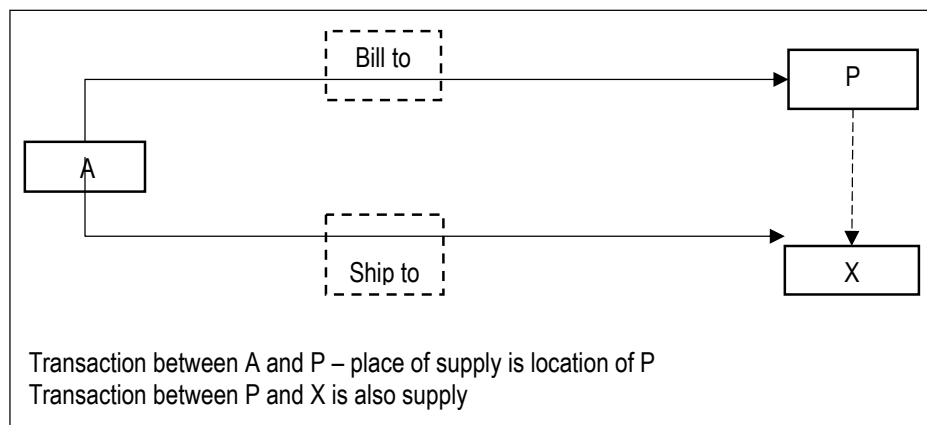 Bill to
P
A
Ship to
X
Transaction between A and P – place of supply is location of P
Transaction between P and X is also supply